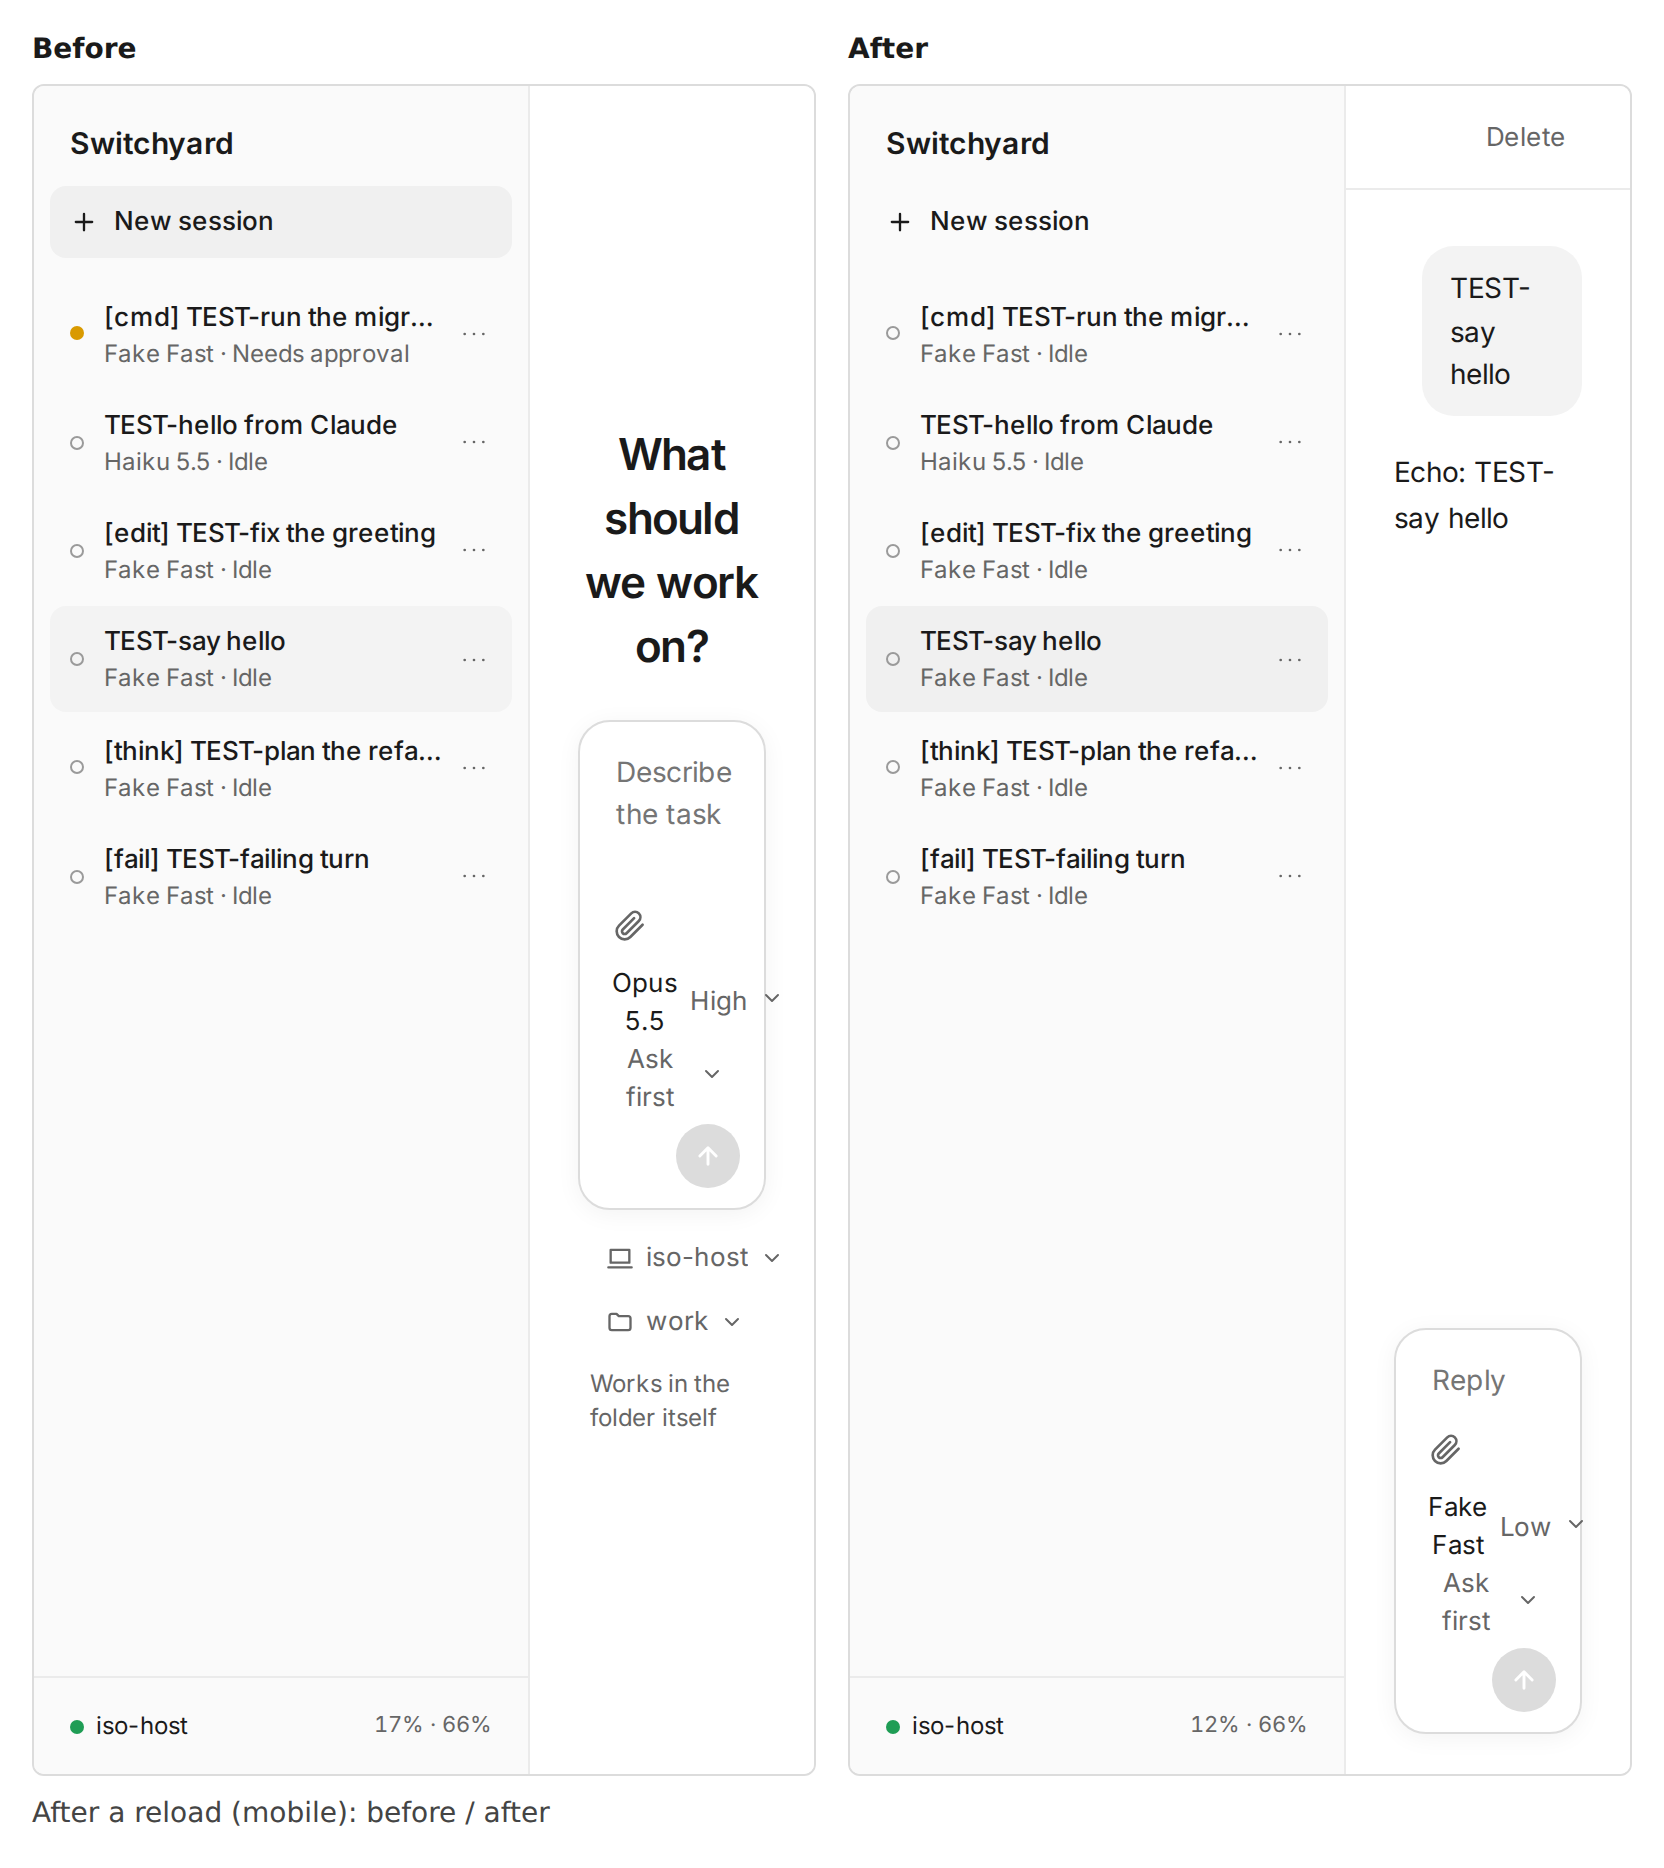 Before
Switchyard
New session
[cmd] TEST-run the migr...
Fake Fast · Needs approval
TEST-hello from Claude
Haiku 5.5 · Idle
[edit] TEST-fix the greeting
Fake Fast · Idle
TEST-say hello
Fake Fast · Idle
[think] TEST-plan the refa...
Fake Fast · Idle
[fail] TEST-failing turn
Fake Fast · Idle
iso-host
17% · 66%
What
should
we work
on?
Describe
the task
Opus
5.5
High
Ask
first
iso-host
work
Works in the
folder itself
After
Switchyard
New session
[cmd] TEST-run the migr...
Fake Fast · Idle
TEST-hello from Claude
Haiku 5.5 · Idle
[edit] TEST-fix the greeting
Fake Fast · Idle
TEST-say hello
Fake Fast · Idle
[think] TEST-plan the refa...
Fake Fast · Idle
[fail] TEST-failing turn
Fake Fast · Idle
iso-host
12% · 66%
Delete
TEST-
say
hello
Echo: TEST-
say hello
Reply
Fake
Fast
Low
Ask
first
After a reload (mobile): before / after